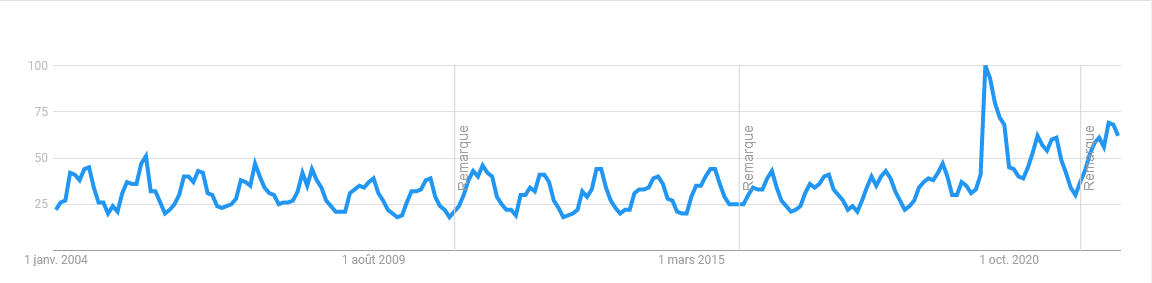 100
75
50
25
Remarque
Remarque
Remarque
1 janv. 2004
1 août 2009
1 mars 2015
1 oct. 2020